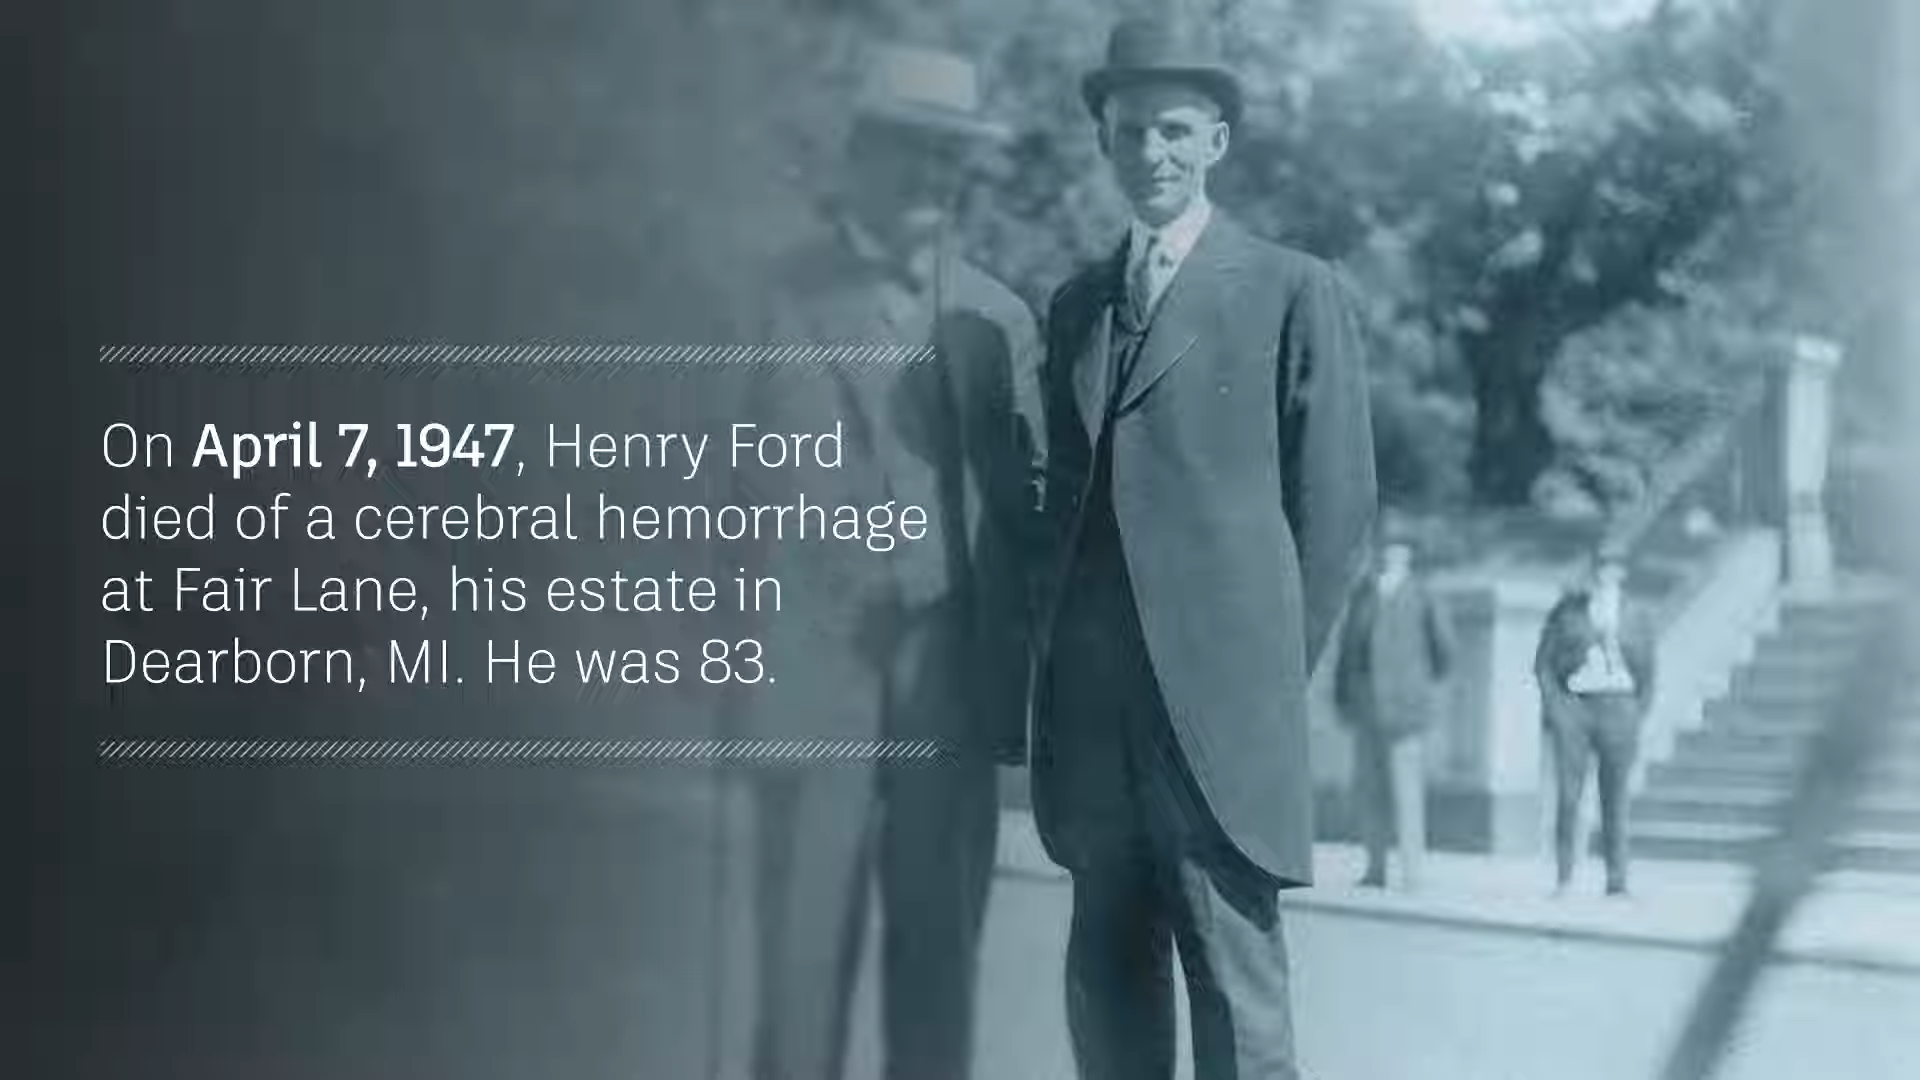 On April 7, 1947, Henry Ford
died of a cerebral hemorrhage
at Fair Lane, his estate in
Dearborn, MI. He was 83.